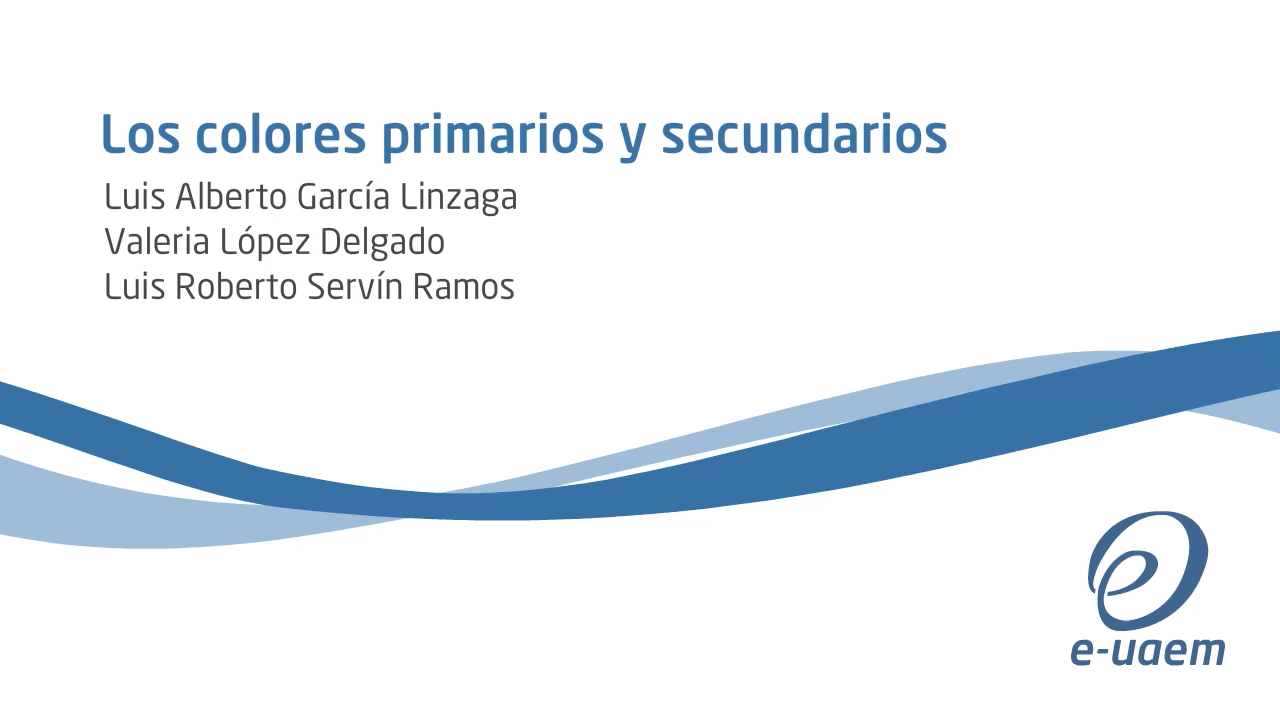 Los colores primarios y secundarios
Luis Alberto García Linzaga
Valeria López Delgado
Luis Roberto Servín Ramos
e-uaem